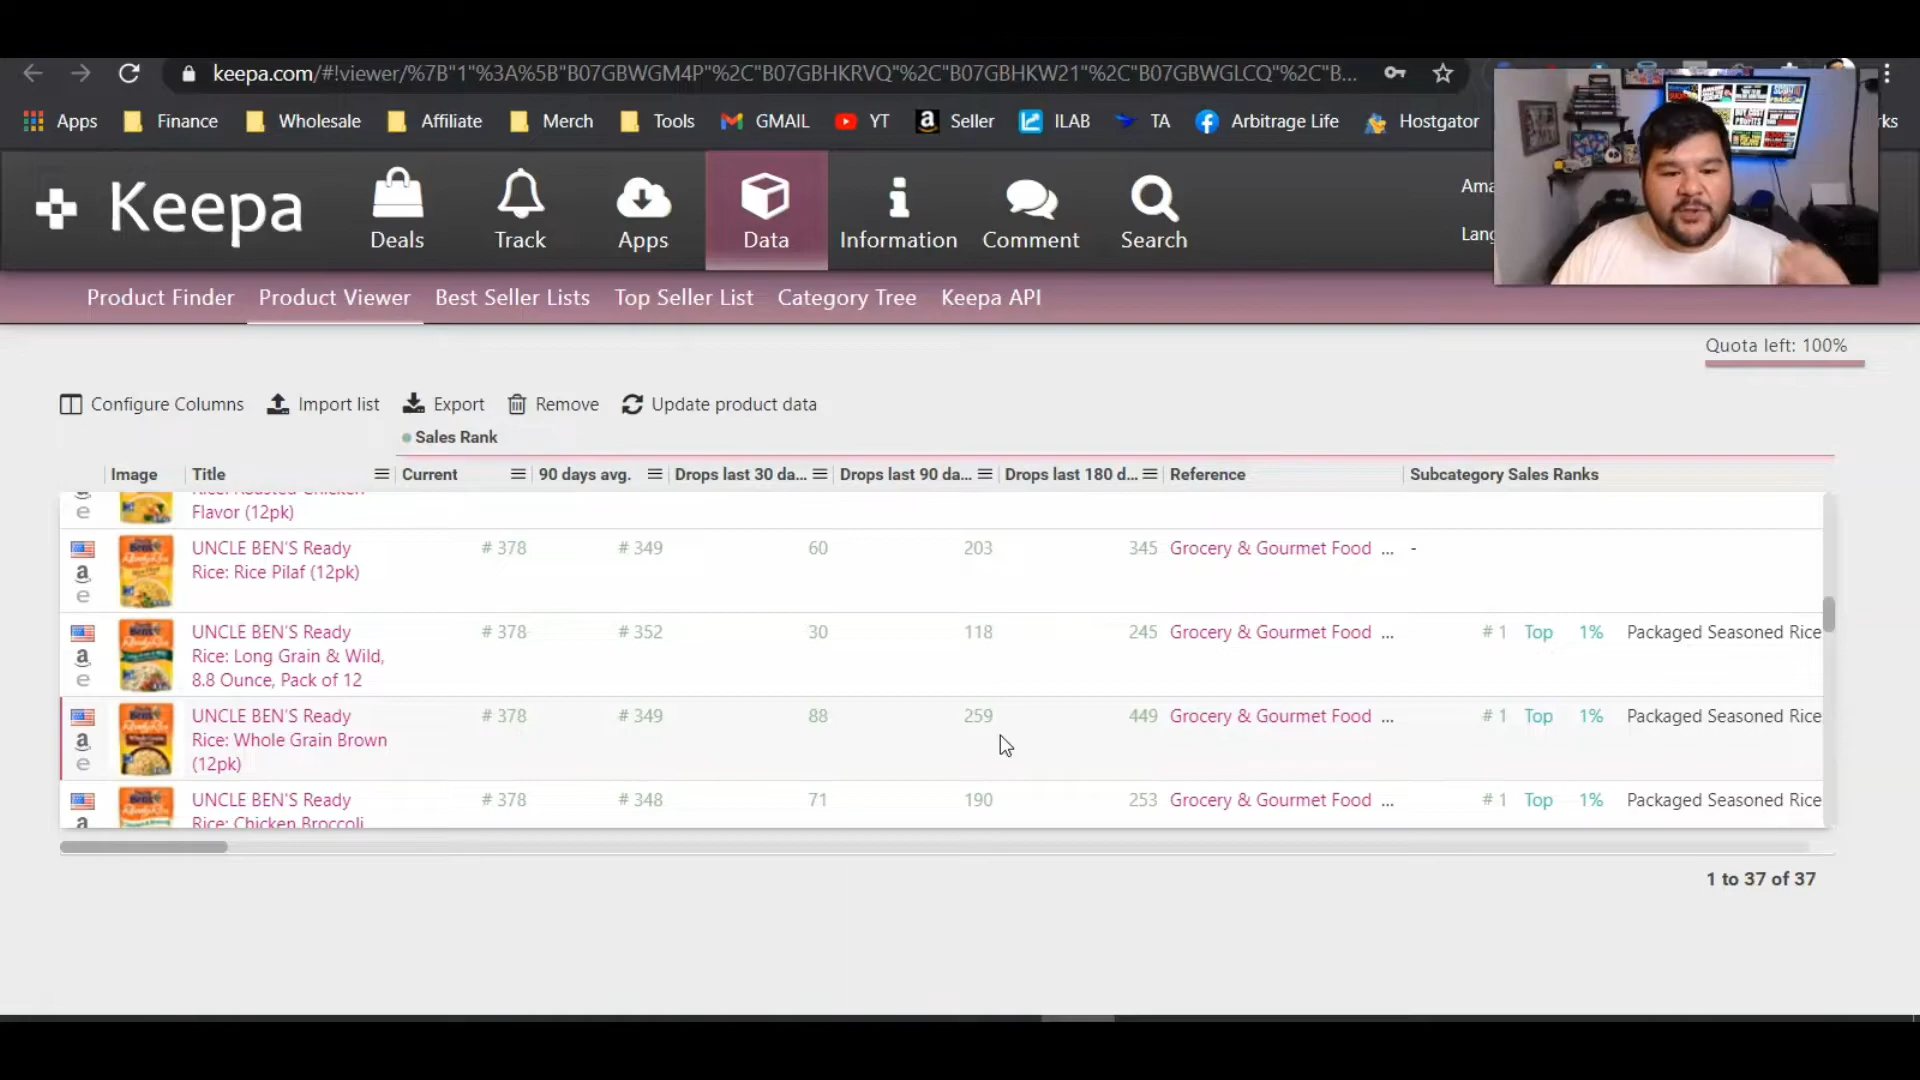 keepa.com/#!viewer/%7B"1"%3A%5B"B07GBWGM4P"%2C"B07GBHKRVQ"%2C"B07GBHKW21"%2C"B07GBWGLCQ"%2C"B...
Apps Finance Wholesale Affiliate Merch Tools GMAIL YT Seller ILAB TA Arbitrage Life Hostgator ks
Keepa Deals Track Apps Data Information Comment Search
Ama
Lang
Product Finder Product Viewer Best Seller Lists Top Seller List Category Tree Keepa API
Quota left: 100%
Configure Columns Import list Export Remove Update product data
Sales Rank
Image Title Current 90 days avg. Drops last 30 da... Drops last 90 da... Drops last 180 d... Reference Subcategory Sales Ranks
Rice: Roasted Chicken
Flavor (12pk)
UNCLE BEN'S Ready # 378 # 349 60 203 345 Grocery & Gourmet Food ... -
Rice: Rice Pilaf (12pk)
UNCLE BEN'S Ready # 378 # 352 30 118 245 Grocery & Gourmet Food ... # 1 Top 1% Packaged Seasoned Rice
Rice: Long Grain & Wild,
8.8 Ounce, Pack of 12
UNCLE BEN'S Ready # 378 # 349 88 259 449 Grocery & Gourmet Food ... # 1 Top 1% Packaged Seasoned Rice
Rice: Whole Grain Brown
(12pk)
UNCLE BEN'S Ready # 378 # 348 71 190 253 Grocery & Gourmet Food ... # 1 Top 1% Packaged Seasoned Rice
Rice: Chicken Broccoli
1 to 37 of 37